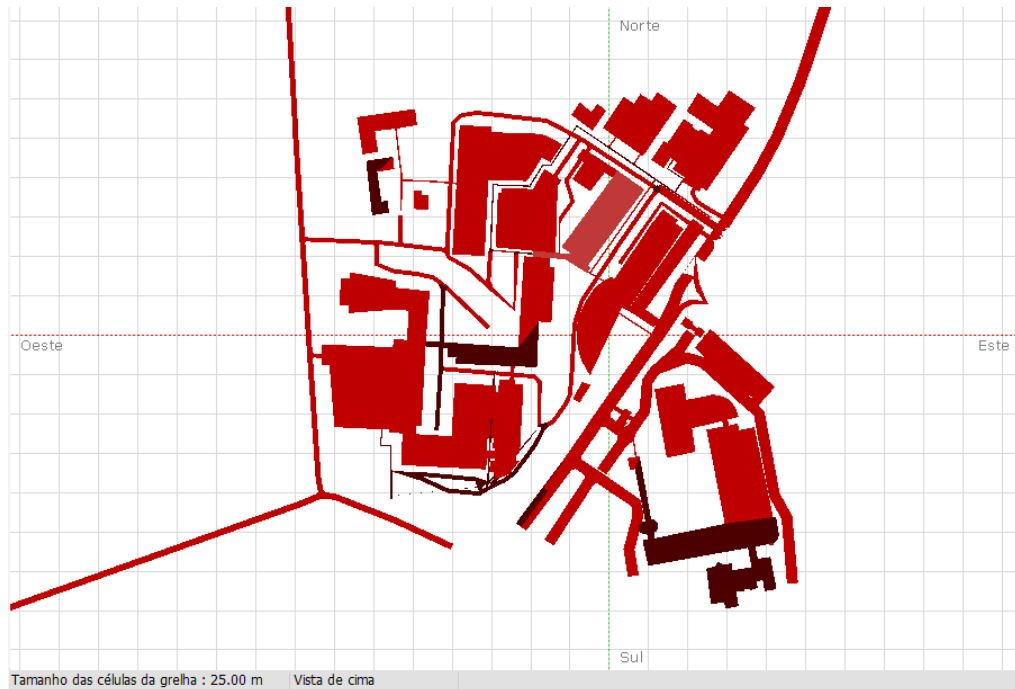 Norte
Oeste
Este
Sul
Tamanho das células da grelha : 25.00 m
Vista de cima